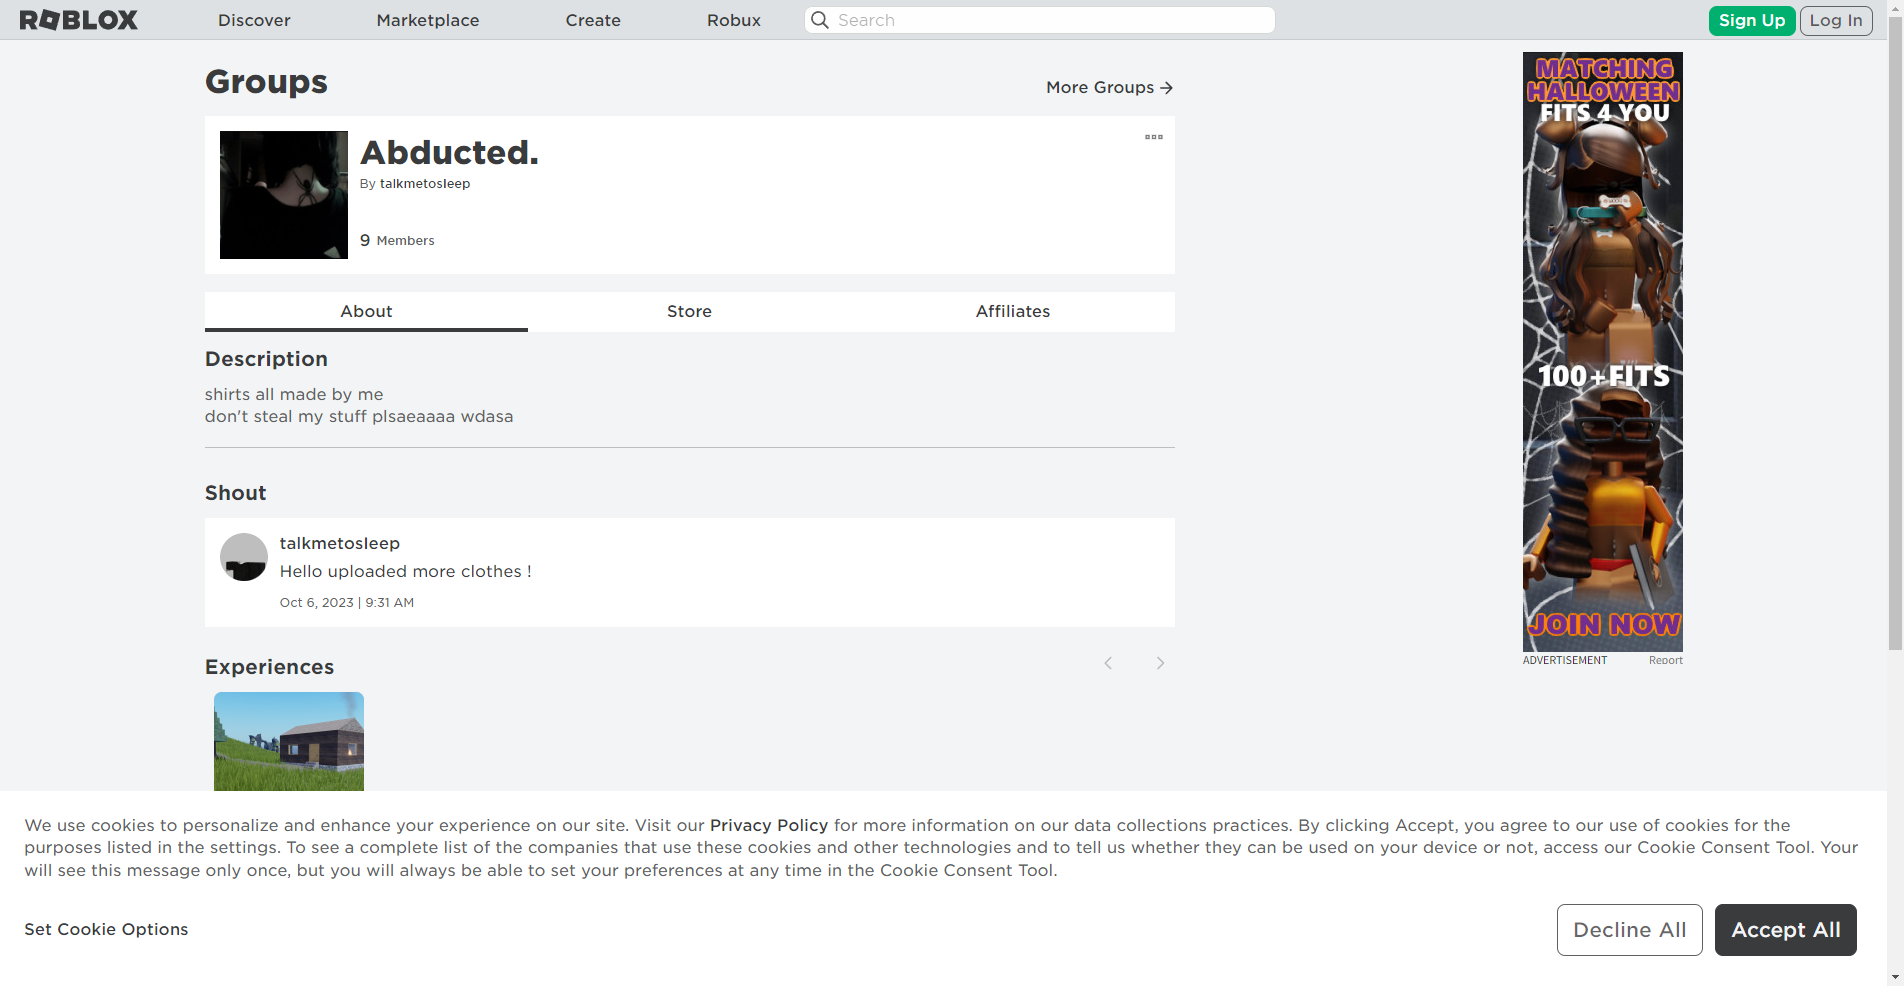 ROBLOX Discover Marketplace Create Robux Search Sign Up Log In
Groups
More Groups
Abducted.
By talkmetosleep
9 Members
About Store Affiliates
Description
shirts all made by me
don't steal my stuff plsaeaaaa wdasa
Shout
talkmetosleep
Hello uploaded more clothes !
Oct 6, 2023 | 9:31 AM
Experiences
MATCHING
HALLOWEEN
FITS 4 YOU
100+FITS
JOIN NOW
ADVERTISEMENT Report
We use cookies to personalize and enhance your experience on our site. Visit our Privacy Policy for more information on our data collections practices. By clicking Accept, you agree to our use of cookies for the
purposes listed in the settings. To see a complete list of the companies that use these cookies and other technologies and to tell us whether they can be used on your device or not, access our Cookie Consent Tool. Your
will see this message only once, but you will always be able to set your preferences at any time in the Cookie Consent Tool.
Set Cookie Options
Decline All
Accept All